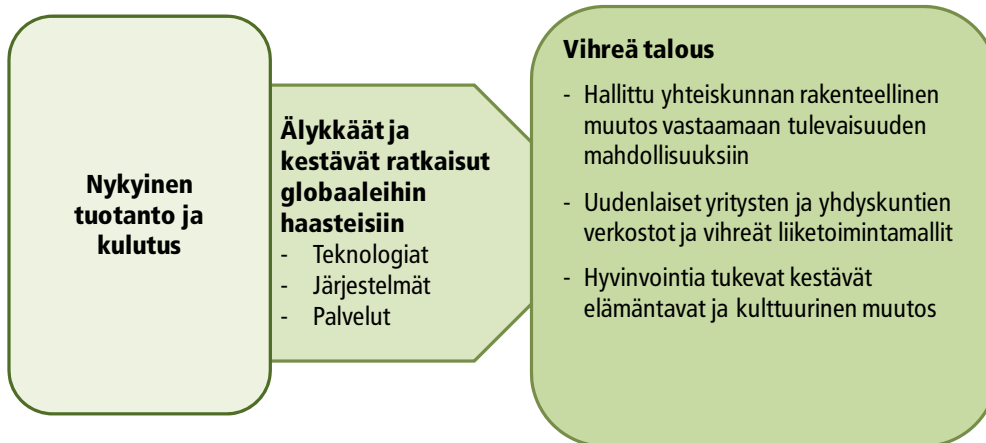 Nykyinen
tuotanto ja
kulutus
Älykkäät ja
kestävät ratkaisut
globaaleihin
haasteisiin
- Teknologiat
- Järjestelmät
- Palvelut
Vihreä talous
- Hallittu yhteiskunnan rakenteellinen
muutos vastaamaan tulevaisuuden
mahdollisuuksiin
- Uudenlaiset yritysten ja yhdyskuntien
verkostot ja vihreät liiketoimintamallit
- Hyvinvointia tukevat kestävät
elämäntavat ja kulttuurinen muutos